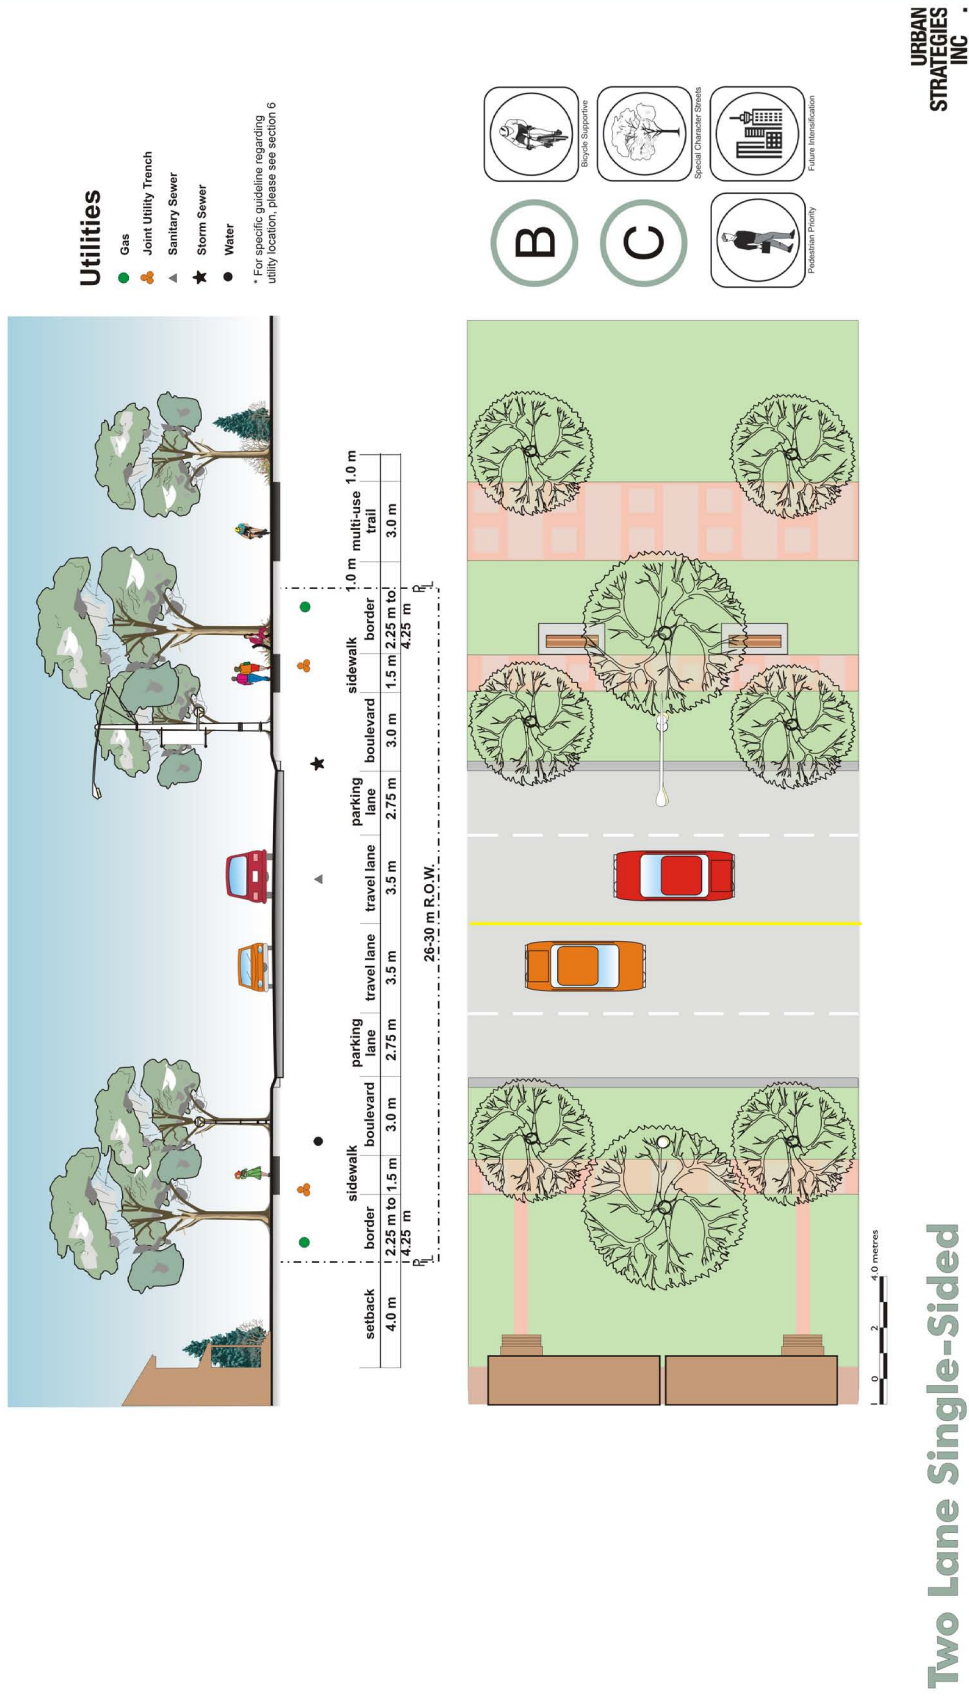 Two Lane Single-Sided
Utilities
Gas
Joint Utility Trench
Sanitary Sewer
Storm Sewer
Water
* For specific guideline regarding
utility location, please see section 6
setback
border
sidewalk
boulevard
parking
lane
travel lane
travel lane
parking
lane
boulevard
sidewalk
border
1.0 m
multi-use
trail
1.0 m
4.0 m
2.25 m to
4.25 m
1.5 m
3.0 m
2.75 m
3.5 m
3.5 m
2.75 m
3.0 m
1.5 m
2.25 m to
4.25 m
3.0 m
PL
PL
26-30 m R.O.W.
B
C
Bicycle Supportive
Special Character Streets
Pedestrian Priority
Future Intensification
0 2 4.0 metres
URBAN
STRATEGIES
INC .